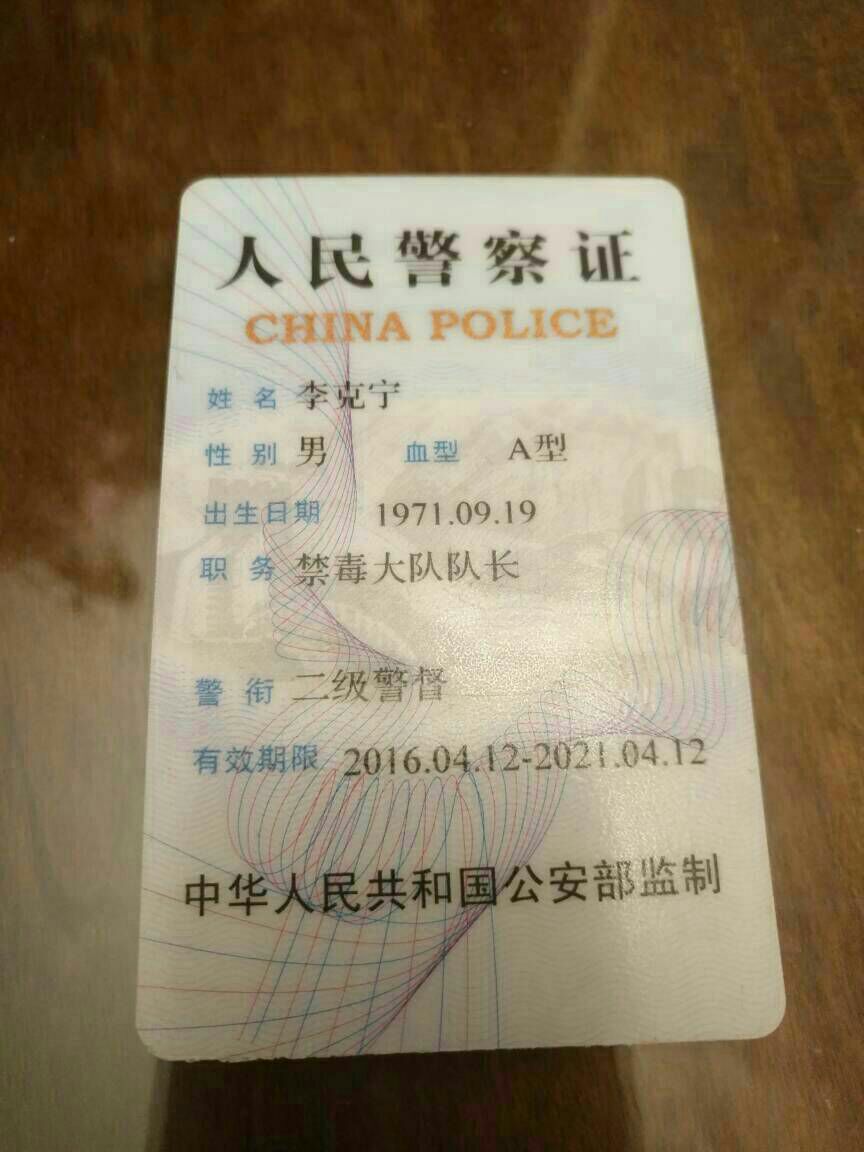 人民警察证
CHINA POLICE
姓名 李克宁
性别 男 血型 A型
出生日期 1971.09.19
职务 禁毒大队队长
警衔 二级警督
有效期限 2016.04.12-2021.04.12
中华人民共和国公安部监制